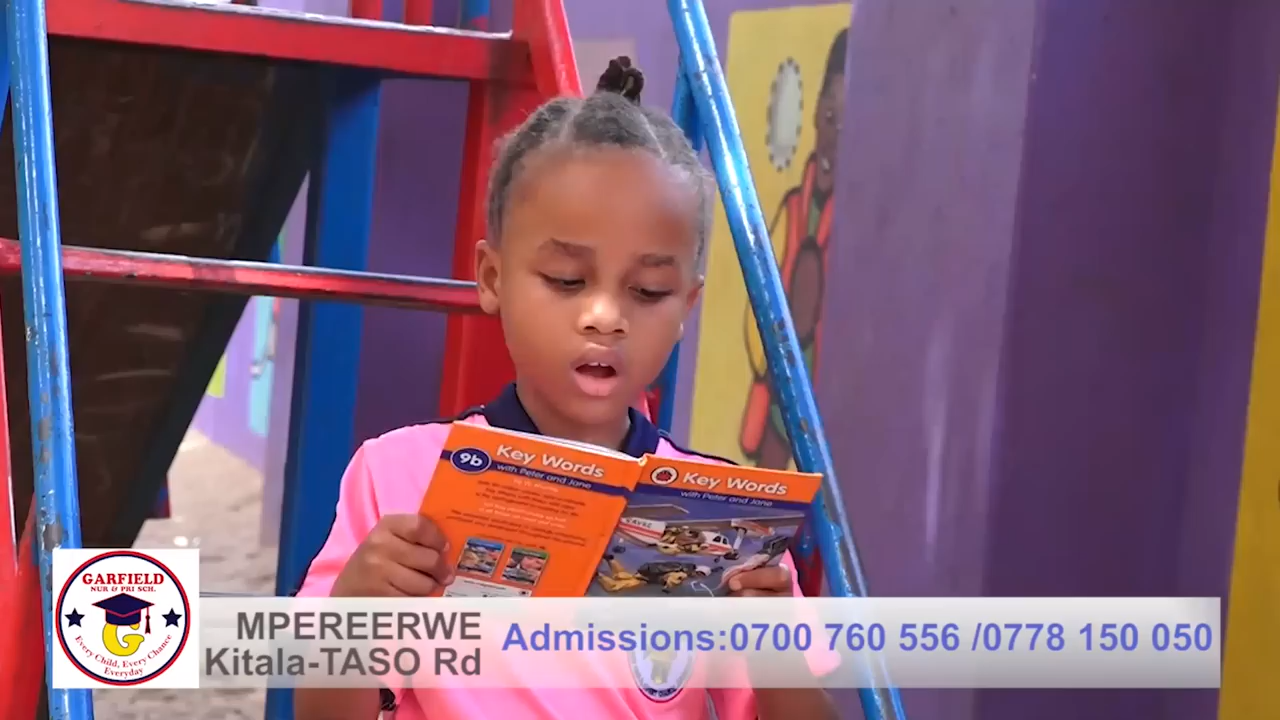 9b
Key Words
with Peter and Jane
Key Words
with Peter and Jane
GARFIELD
NUR & PRI SCH.
G
Every Child, Every Chance
Everyday
MPEREERWE
Kitala-TASO Rd
Admissions:0700 760 556 /0778 150 050